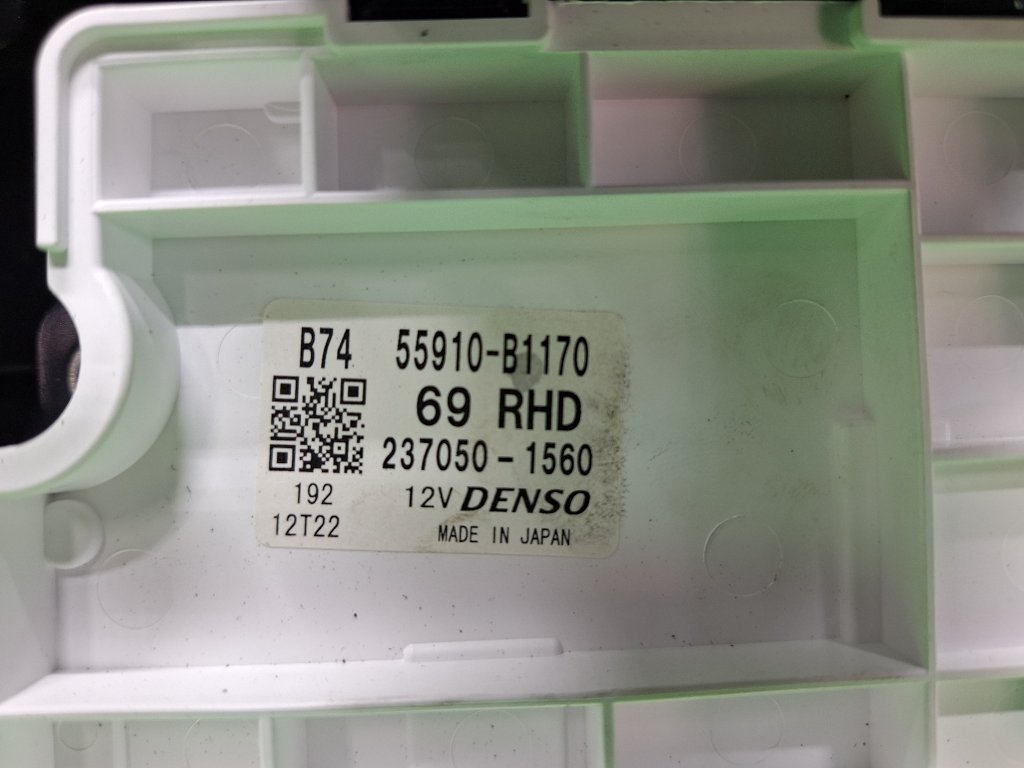 B74 55910-B1170
69 RHD
237050-1560
192 12V DENSO
12T22 MADE IN JAPAN